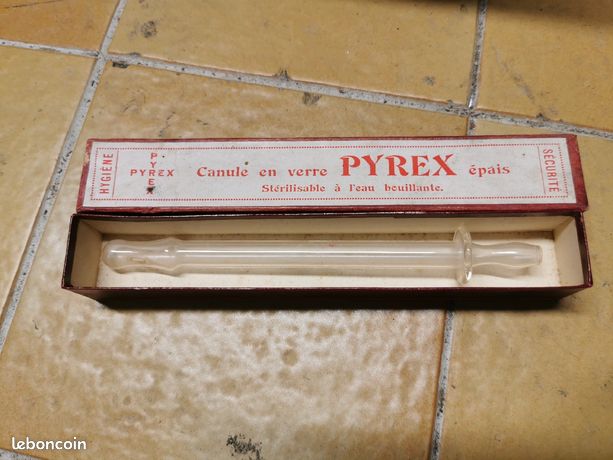 HYGIÈNE
PYREX
PYREX
Canule en verre PYREX épais
Stérilisable à l'eau bouillante.
SÉCURITÉ
leboncoin